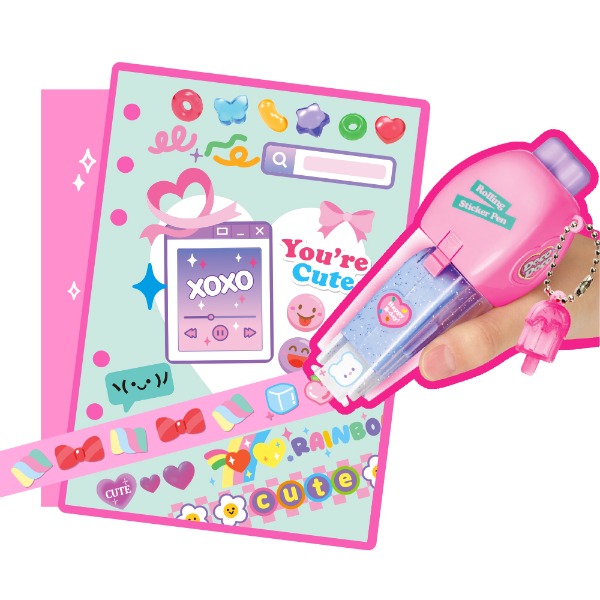 Rolling
Sticker Pen
You're
Cute
XOXO
RAINBO
CUTE
cute